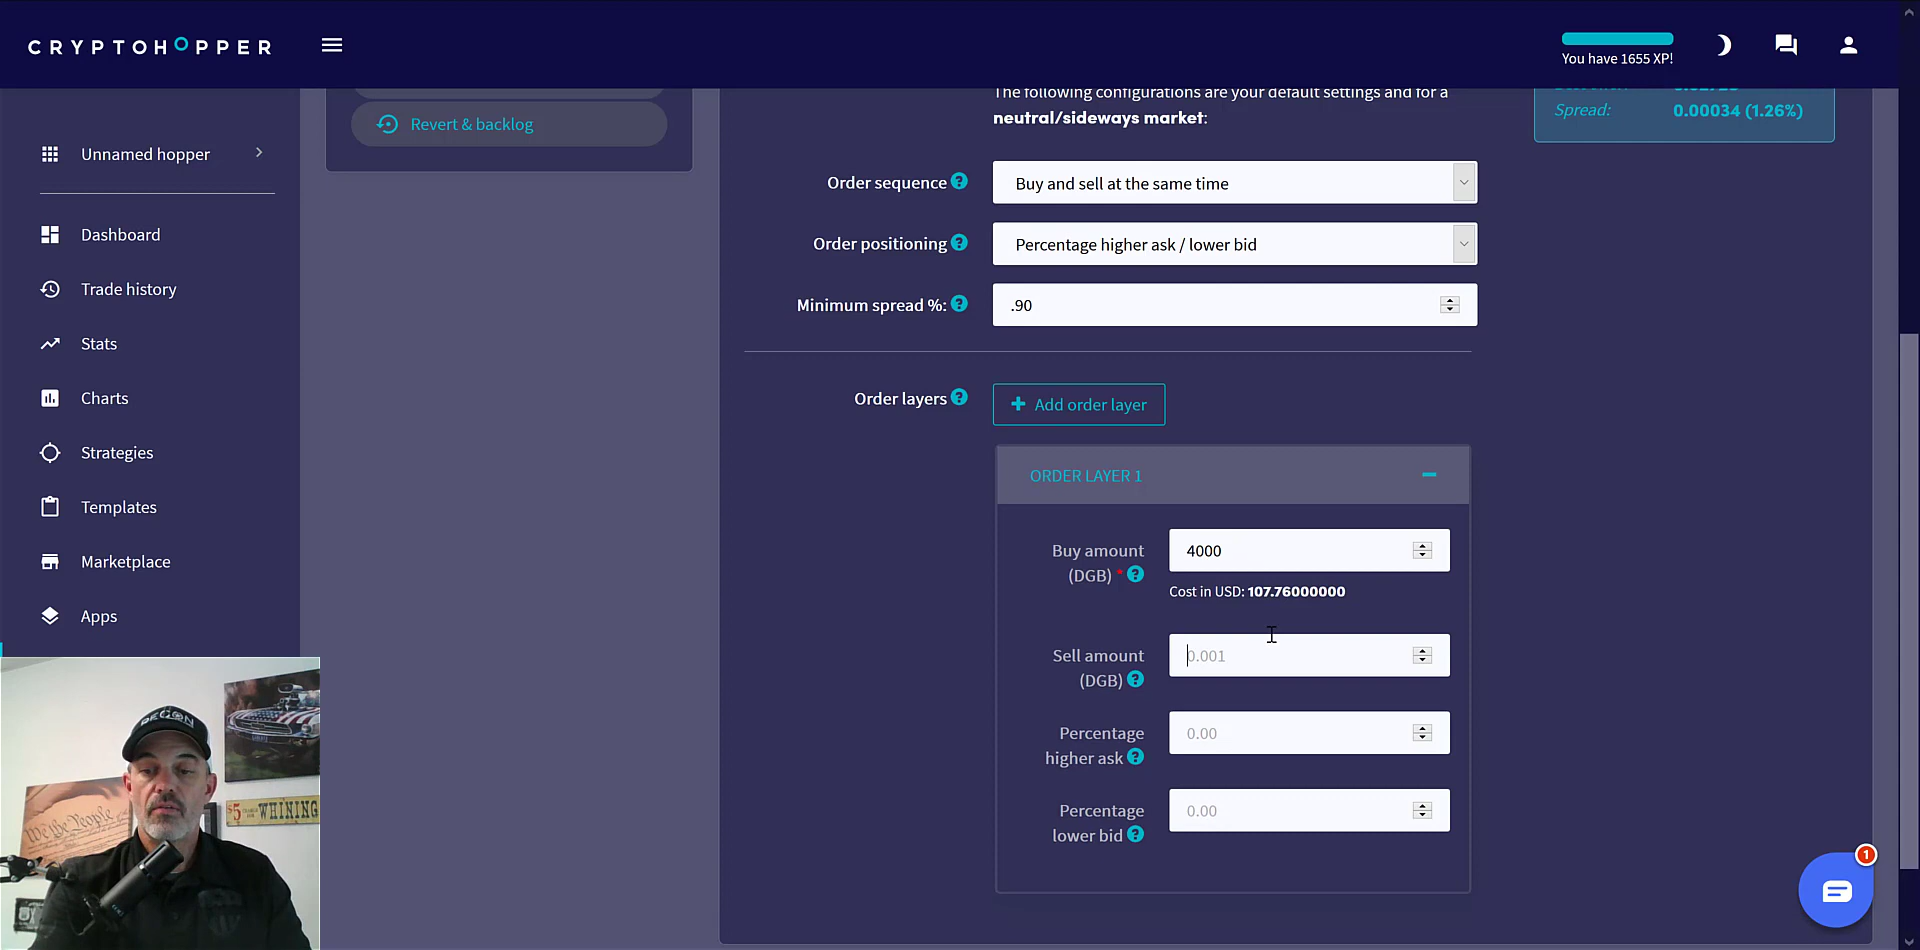 CRYPTOHOPPER
You have 1655 XP!
The following configurations are your default settings and for a
neutral/sideways market:
Spread: 0.00034 (1.26%)
Revert & backlog
Unnamed hopper
Dashboard
Trade history
Stats
Charts
Strategies
Templates
Marketplace
Apps
Order sequence ?
Buy and sell at the same time
Order positioning ?
Percentage higher ask / lower bid
Minimum spread %: ?
.90
Order layers ?
+ Add order layer
ORDER LAYER 1
Buy amount
(DGB) * ?
4000
Cost in USD: 107.76000000
Sell amount
(DGB) ?
0.001
Percentage
higher ask ?
0.00
Percentage
lower bid ?
0.00
RECON
We the People
$5
WHINING
1